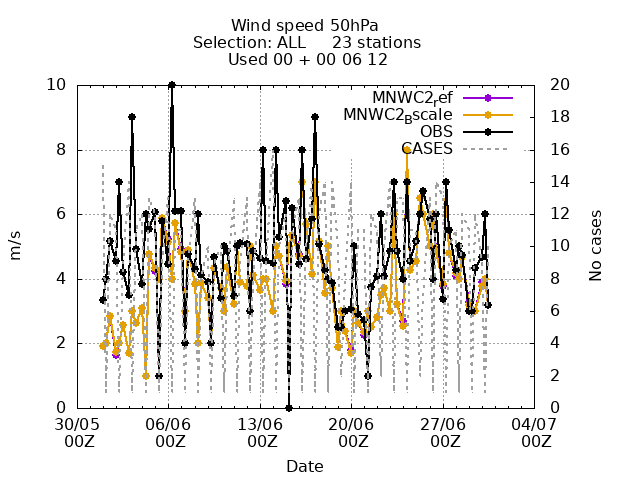 Wind speed 50hPa
Selection: ALL 23 stations
Used 00 + 00 06 12
MNWC2ref
MNWC2Bscale
OBS
CASES
10
8
6
4
2
0
m/s
20
18
16
14
12
10
8
6
4
2
0
No cases
30/05 06/06 13/06 20/06 27/06 04/07
00Z 00Z 00Z 00Z 00Z 00Z
Date